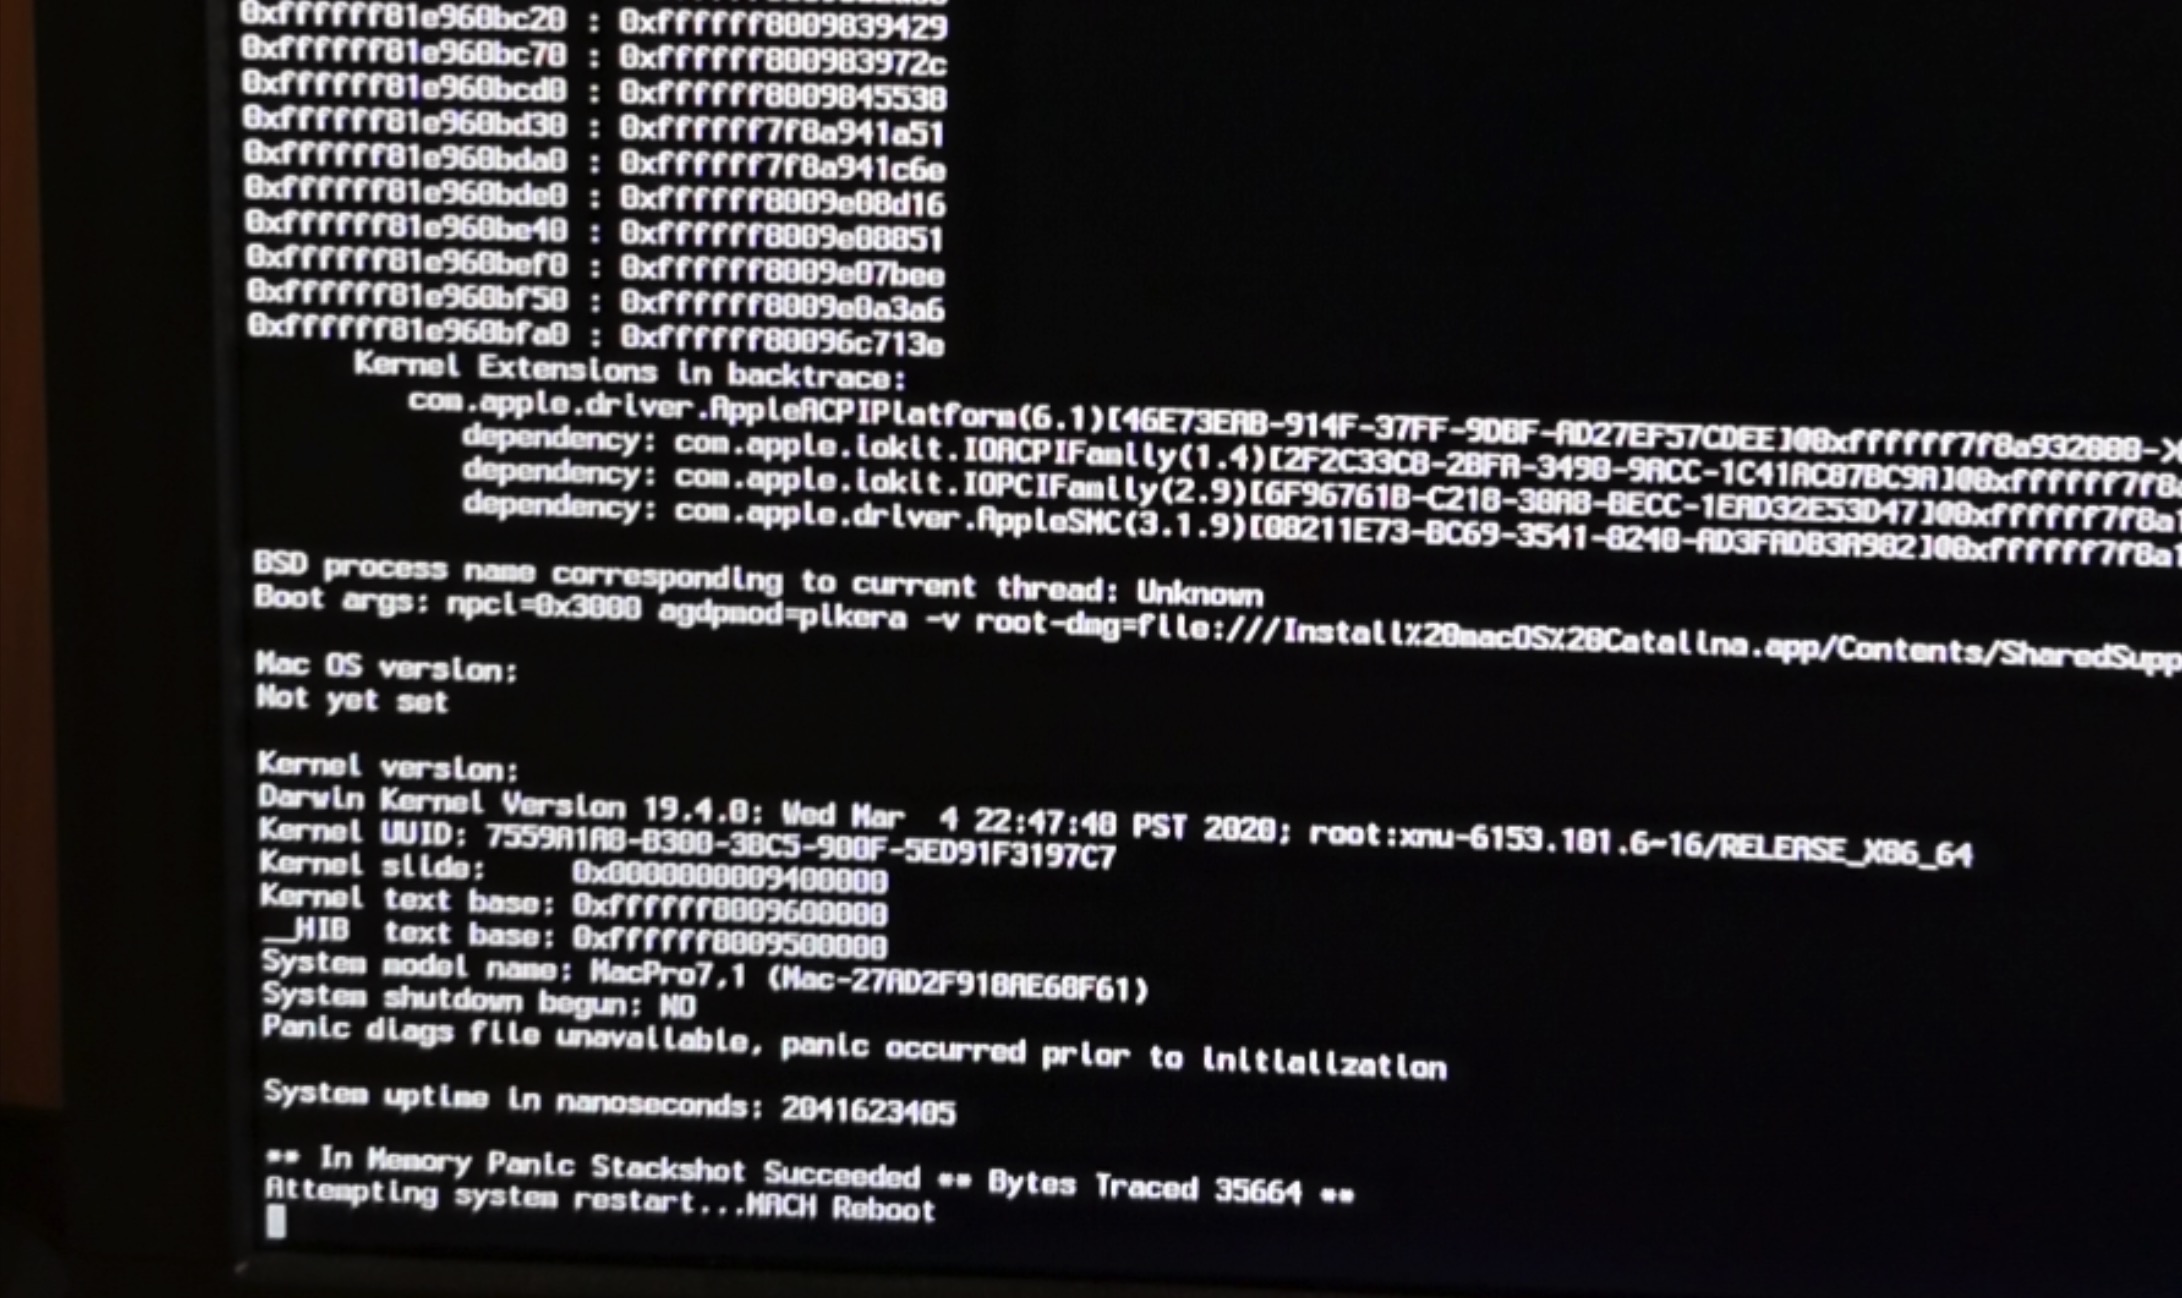 0xffffff81e960bc20 : 0xffffff8009839429
0xffffff81e960bc70 : 0xffffff800983972c
0xffffff81e960bcd0 : 0xffffff8009845538
0xffffff81e960bd30 : 0xffffff7f8a941a51
0xffffff81e960bda0 : 0xffffff7f8a941c6e
0xffffff81e960bde0 : 0xffffff8009e08d16
0xffffff81e960be40 : 0xffffff8009e08851
0xffffff81e960bef0 : 0xffffff8009e07bee
0xffffff81e960bf50 : 0xffffff8009e0a3a6
0xffffff81e960bfa0 : 0xffffff80096c713e
Kernel Extensions in backtrace:
com.apple.driver.AppleACPIPlatform(6.1)[46E73EAB-914F-37FF-9DBF-AD27EF57CDEE]@0xffffff7f8a932000->
dependency: com.apple.iokit.IOACPIFamily(1.4)[2F2C33C8-2BFA-3498-9ACC-1C41AC87BC9A]@0xffffff7f8
dependency: com.apple.iokit.IOPCIFamily(2.9)[6F96761B-C218-30A8-BECC-1EAD32E53D47]@0xffffff7f8a
dependency: com.apple.driver.AppleSMC(3.1.9)[08211E73-BC69-3541-8240-AD3FADB3A982]@0xffffff7f8a
BSD process name corresponding to current thread: Unknown
Boot args: npci=0x3000 agdpmod=pikera -v root-dmg=file:///Install%20macOS%20Catalina.app/Contents/SharedSupp
Mac OS version:
Not yet set
Kernel version:
Darwin Kernel Version 19.4.0: Wed Mar  4 22:47:40 PST 2020; root:xnu-6153.101.6~16/RELEASE_X86_64
Kernel UUID: 7559A1A8-B300-3BC5-900F-5ED91F3197C7
Kernel slide:     0x0000000009400000
Kernel text base: 0xffffff8009600000
__HIB  text base: 0xffffff8009500000
System model name: MacPro7,1 (Mac-27AD2F918AE68F61)
System shutdown begun: NO
Panic diags file unavailable, panic occurred prior to initialization
System uptime in nanoseconds: 2041623405
** In Memory Panic Stackshot Succeeded ** Bytes Traced 35664 **
Attempting system restart...MACH Reboot